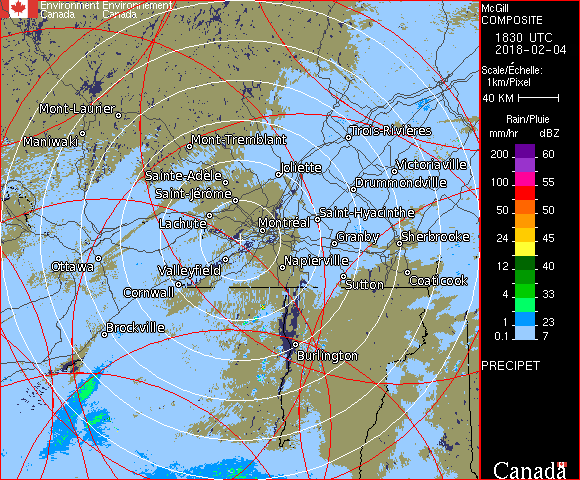 Environment Environnement
Canada Canada
McGill
COMPOSITE
1830 UTC
2018-02-04
Scale/Échelle:
1km/Pixel
40 KM
Rain/Pluie
mm/hr dBZ
200 60
100 55
50 50
24 45
12 40
4 33
0.1 23
7
PRECIPET
Canada
Mont-Laurier
Maniwaki
Mont-Tremblant
Trois-Rivières
Joliette
Victoriaville
Sainte-Adèle
Drummondville
Saint-Jérôme
Lachute
Saint-Hyacinthe
Montréal
Granby
Sherbrooke
Ottawa
Valleyfield
Napierville
Cornwall
Sutton
Coaticook
Brockville
Burlington